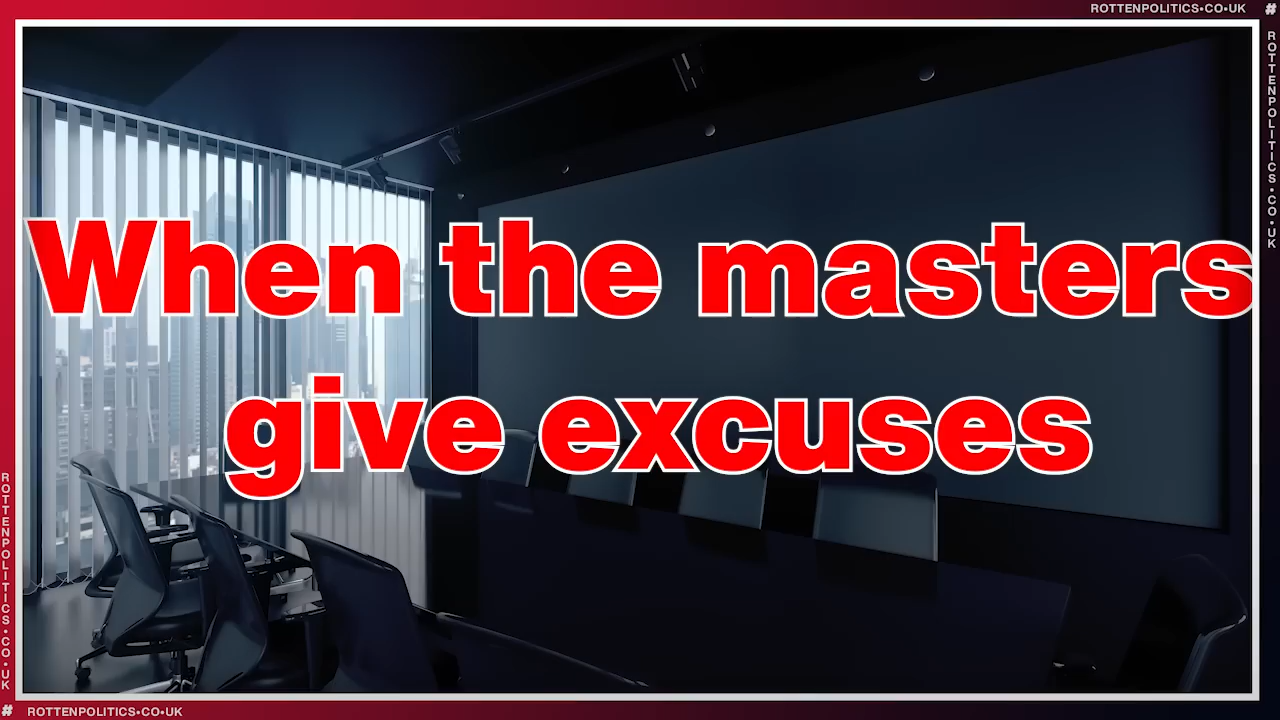 ROTTENPOLITICS•CO•UK #
ROTTENPOLITICS•CO•UK
When the masters
give excuses
ROTTENPOLITICS•CO•UK
# ROTTENPOLITICS•CO•UK